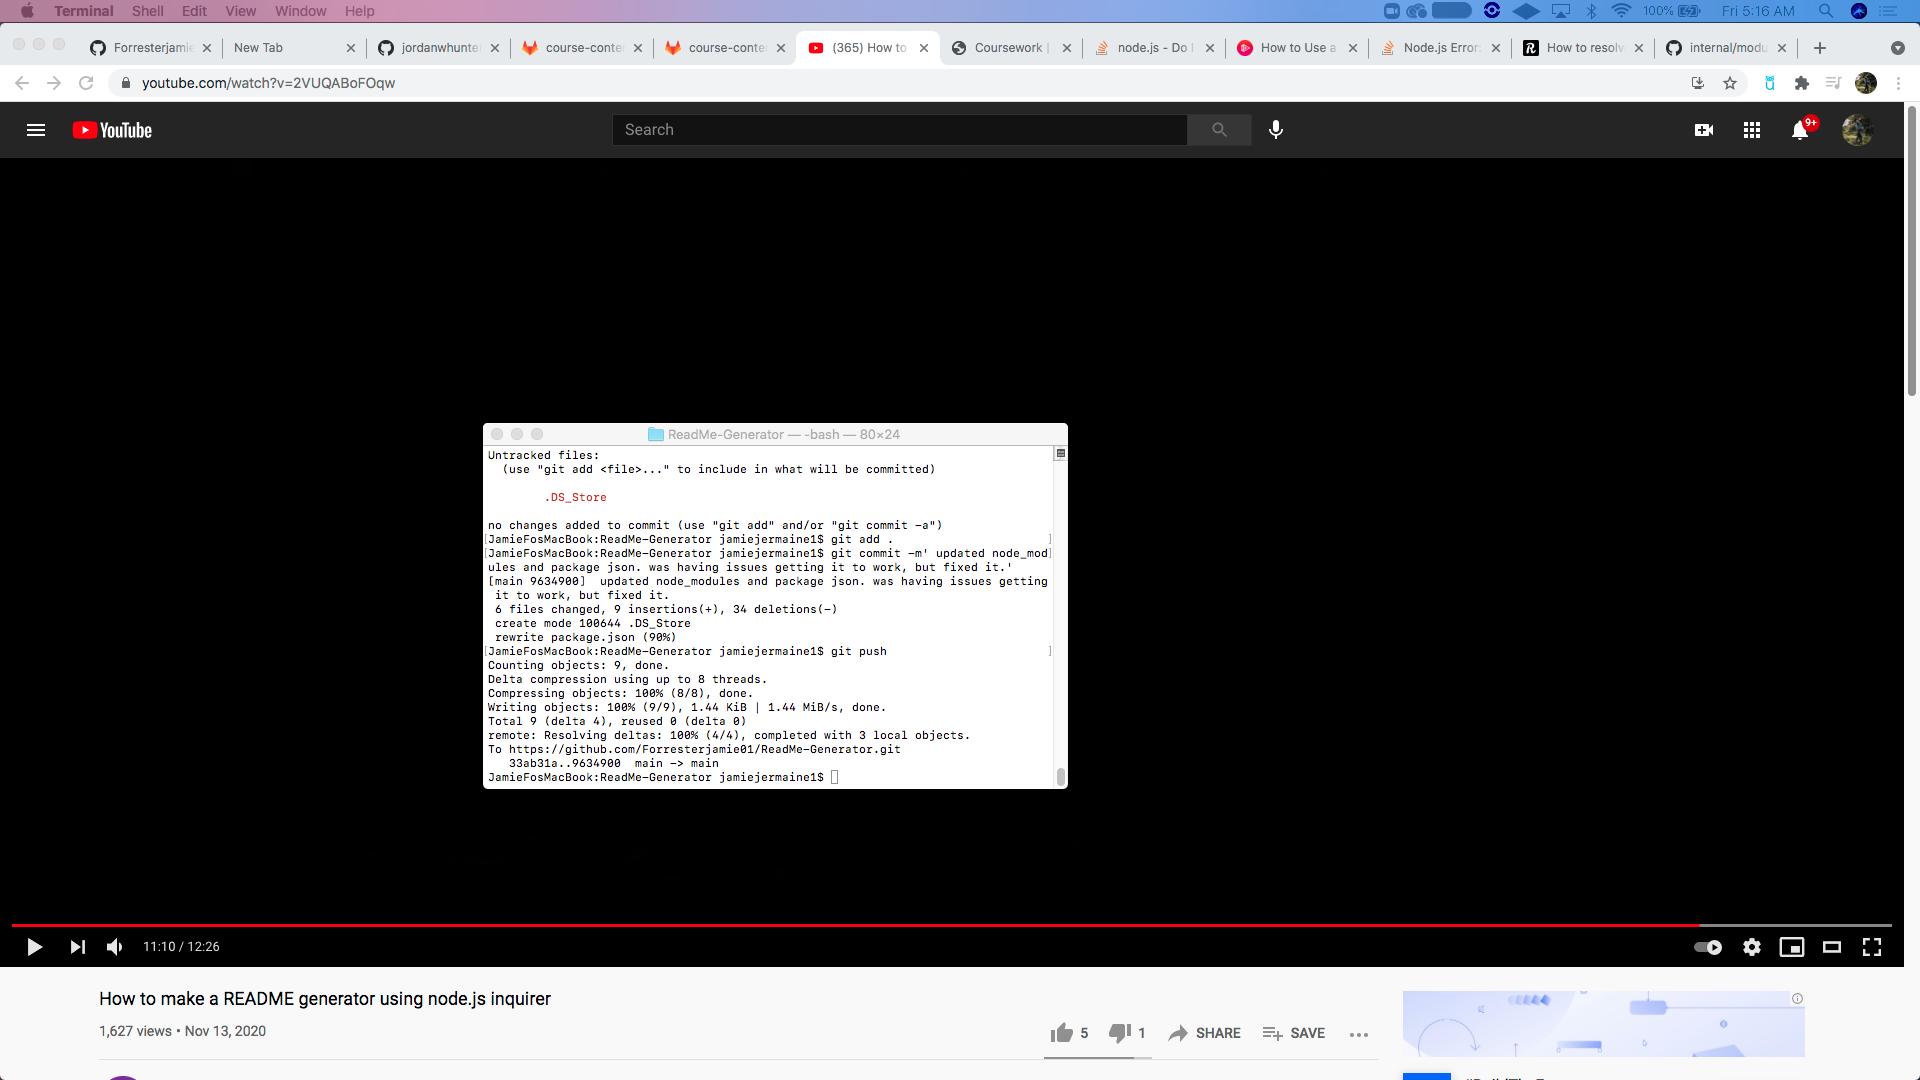 Terminal Shell Edit View Window Help 100% Fri 5:16 AM
Forresterjamie New Tab jordanwhunte course-conte course-conte (365) How to Coursework | node.js - Do How to Use a Node.js Error: How to resolv internal/modu
youtube.com/watch?v=2VUQABoFOqw
YouTube Search 9+
ReadMe-Generator — -bash — 80×24
Untracked files:
(use "git add <file>..." to include in what will be committed)
.DS_Store
no changes added to commit (use "git add" and/or "git commit -a")
[JamieFosMacBook:ReadMe-Generator jamiejermaine1$ git add . ]
[JamieFosMacBook:ReadMe-Generator jamiejermaine1$ git commit -m' updated node_mod]
ules and package json. was having issues getting it to work, but fixed it.'
[main 9634900]  updated node_modules and package json. was having issues getting
it to work, but fixed it.
6 files changed, 9 insertions(+), 34 deletions(-)
create mode 100644 .DS_Store
rewrite package.json (90%)
[JamieFosMacBook:ReadMe-Generator jamiejermaine1$ git push ]
Counting objects: 9, done.
Delta compression using up to 8 threads.
Compressing objects: 100% (8/8), done.
Writing objects: 100% (9/9), 1.44 KiB | 1.44 MiB/s, done.
Total 9 (delta 4), reused 0 (delta 0)
remote: Resolving deltas: 100% (4/4), completed with 3 local objects.
To https://github.com/Forresterjamie01/ReadMe-Generator.git
33ab31a..9634900  main -> main
JamieFosMacBook:ReadMe-Generator jamiejermaine1$
11:10 / 12:26
How to make a README generator using node.js inquirer
1,627 views • Nov 13, 2020
5 1 SHARE SAVE